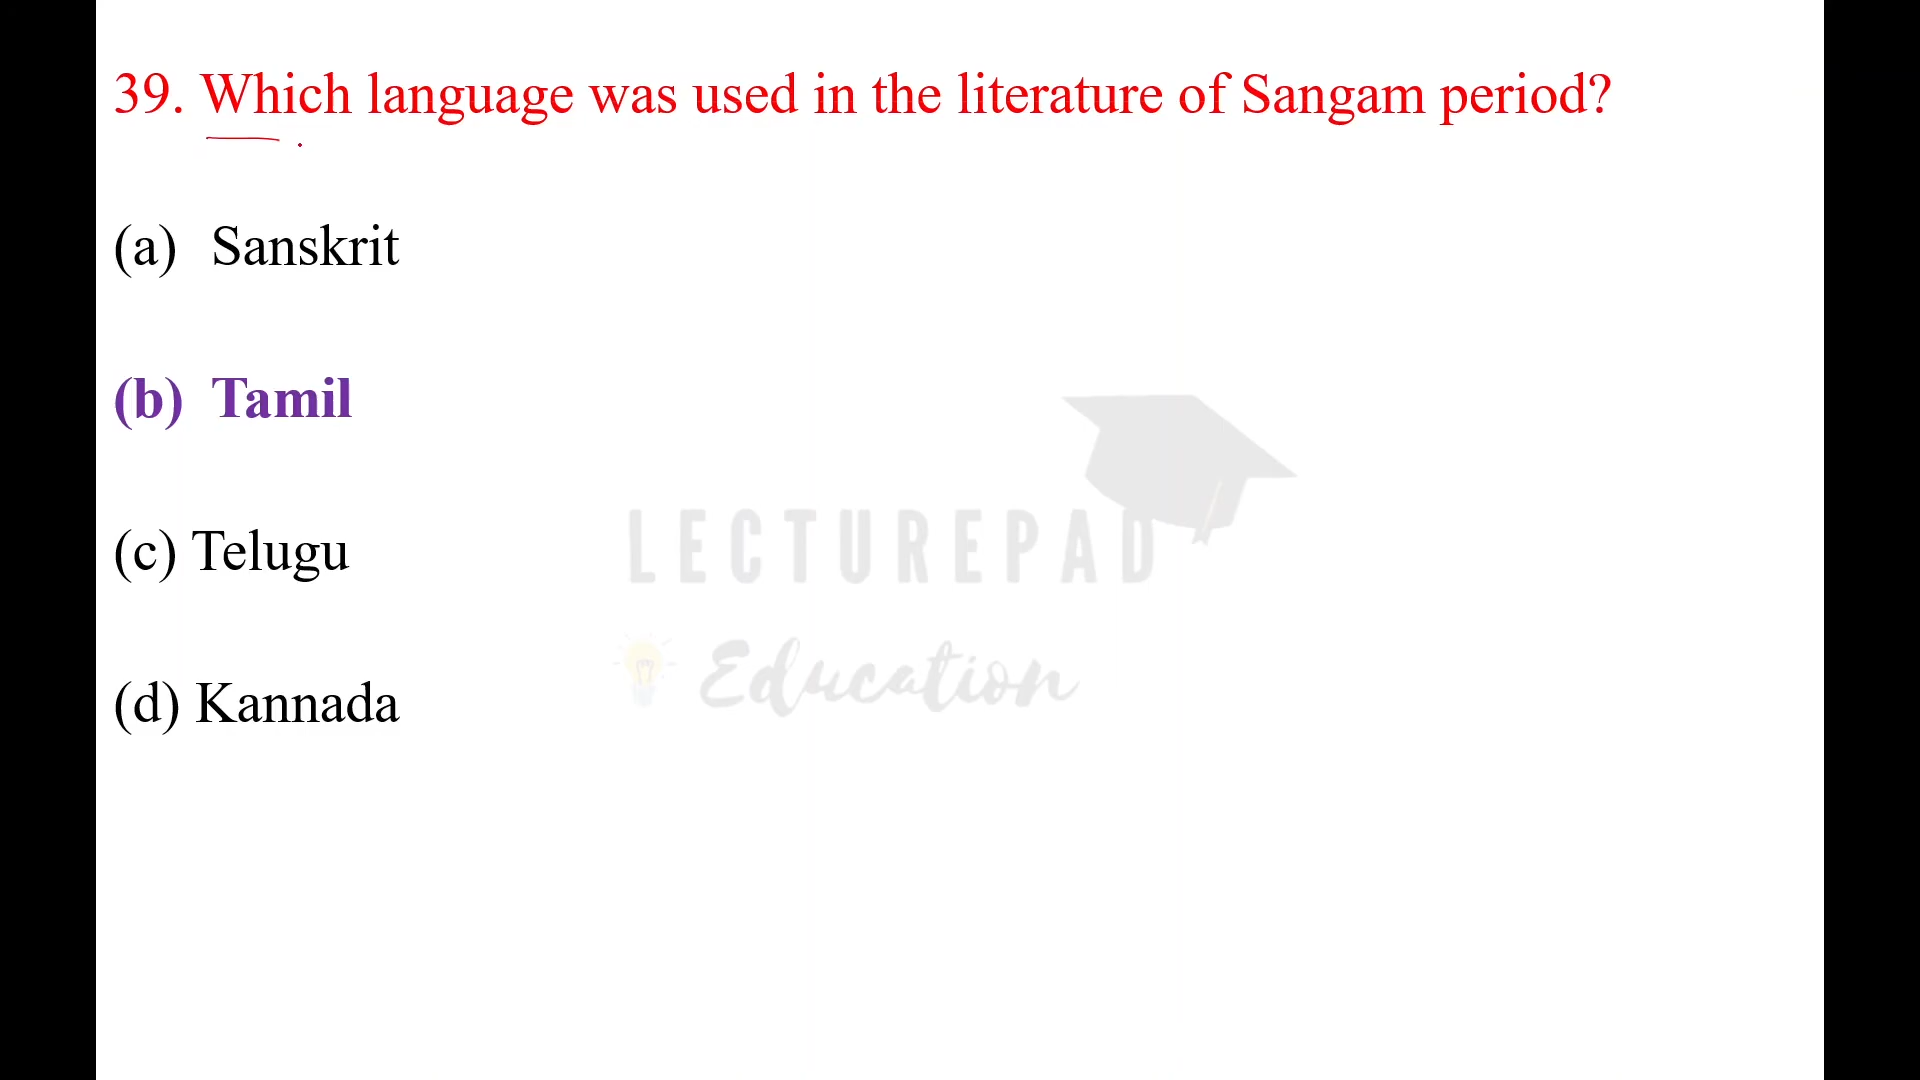 39. Which language was used in the literature of Sangam period?
(a) Sanskrit
(b) Tamil
(c) Telugu
(d) Kannada
LECTUREPAD
Education